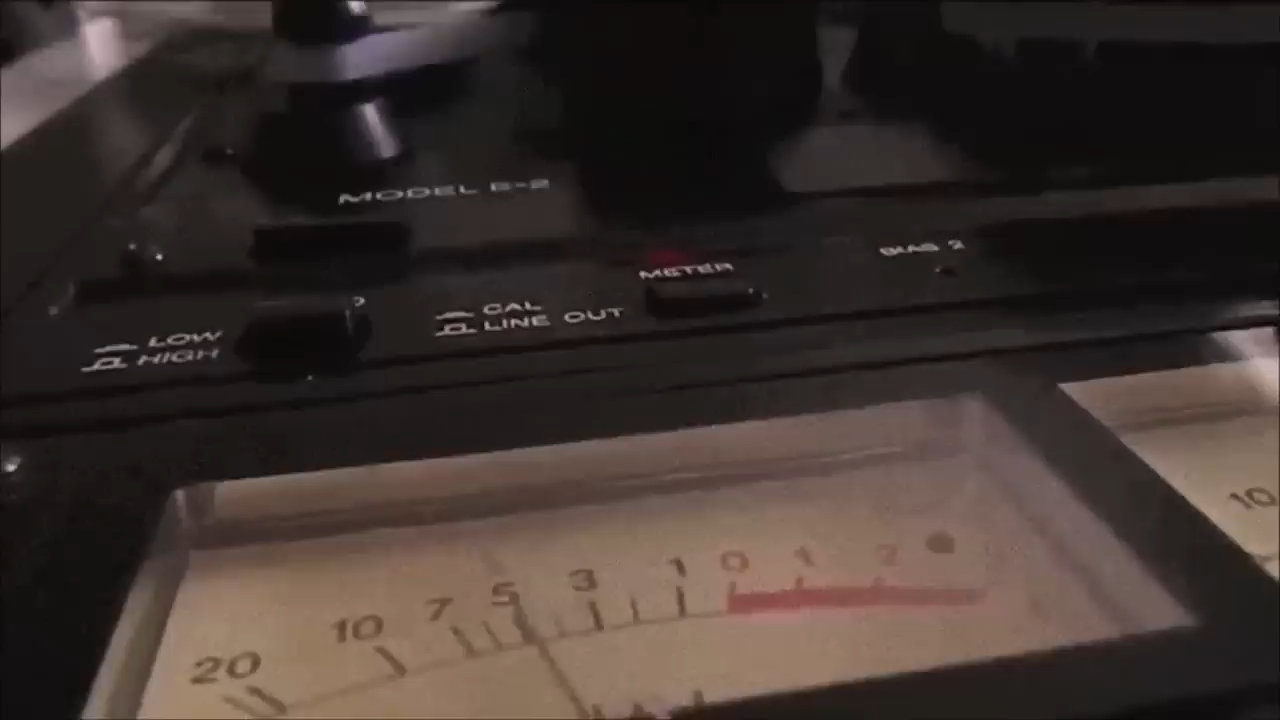 MODEL E-2
METER
BIAS 2
CAL
LINE OUT
LOW
HIGH
20 10 7 5 3 1 0 1 2
10